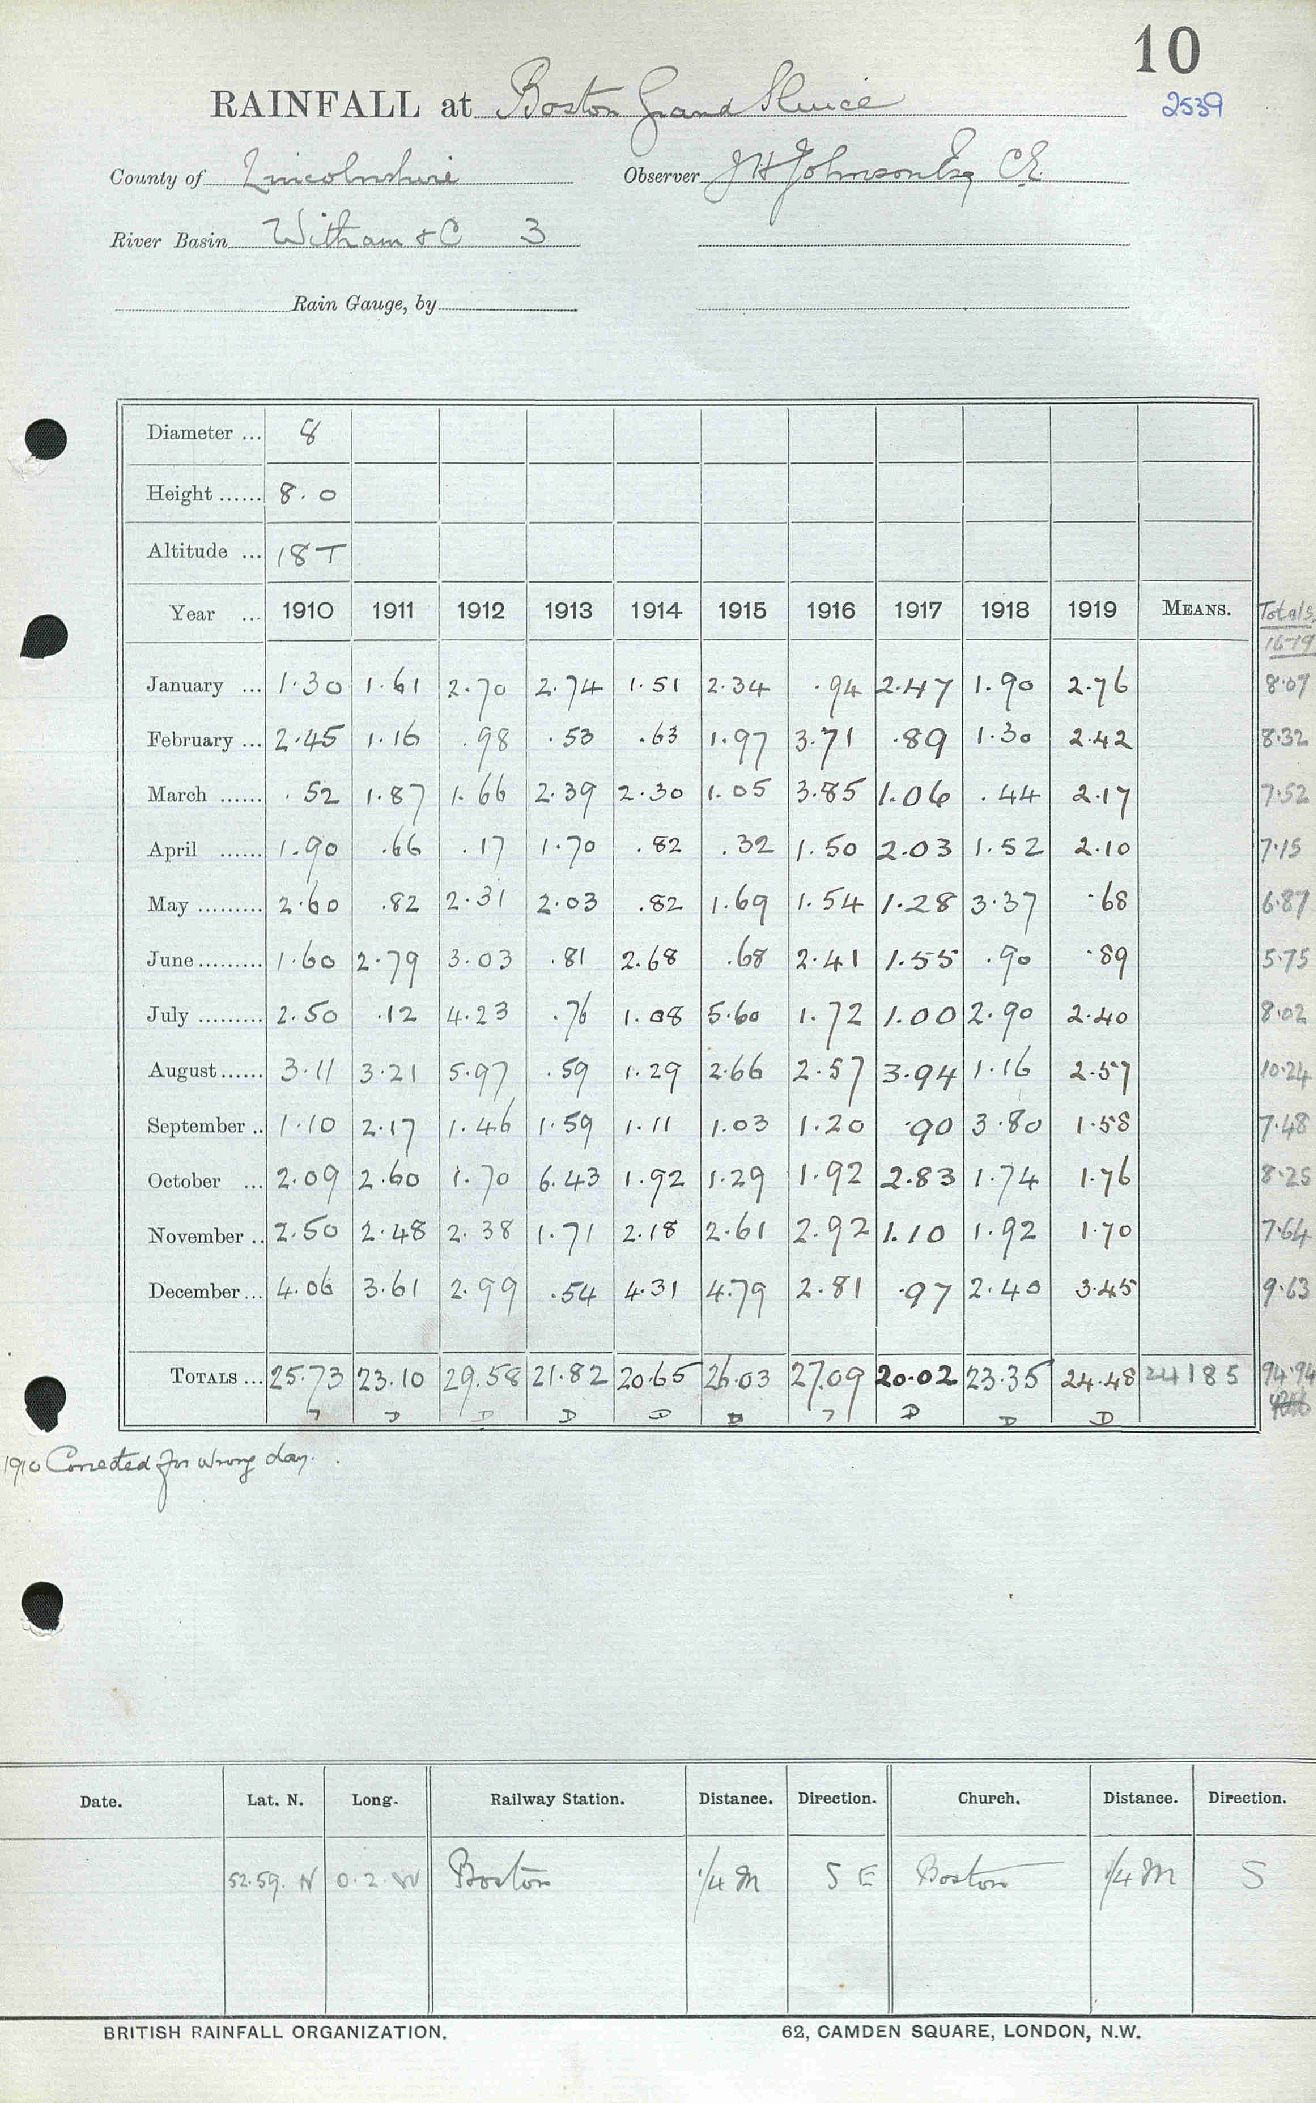 10
RAINFALL at Boston Grand Sluice 2539
County of Lincolnshire Observer J H Johnson Esq CE
River Basin Witham & C 3
Rain Gauge, by
Diameter ... 8
Height ...... 8.0
Altitude ... 18 T
Year ... 1910 1911 1912 1913 1914 1915 1916 1917 1918 1919 MEANS. Totals
16-19
January ... 1.30 1.61 2.70 2.74 1.51 2.34 .94 2.47 1.90 2.76 8.07
February ... 2.45 1.16 .98 .53 .63 1.97 3.71 .89 1.30 2.42 8.32
March ...... .52 1.87 1.66 2.39 2.30 1.05 3.85 1.06 .44 2.17 7.52
April ...... 1.90 .66 .17 1.70 .82 .32 1.50 2.03 1.52 2.10 7.15
May ......... 2.60 .82 2.31 2.03 .82 1.69 1.54 1.28 3.37 .68 6.87
June ......... 1.60 2.79 3.03 .81 2.68 .68 2.41 1.55 .90 .89 5.75
July ......... 2.50 .12 4.23 .76 1.08 5.60 1.72 1.00 2.90 2.40 8.02
August ...... 3.11 3.21 5.97 .59 1.29 2.66 2.57 3.94 1.16 2.57 10.24
September .. 1.10 2.17 1.46 1.59 1.11 1.03 1.20 .90 3.80 1.58 7.48
October ... 2.09 2.60 1.70 6.43 1.92 1.29 1.92 2.83 1.74 1.76 8.25
November .. 2.50 2.48 2.38 1.71 2.18 2.61 2.92 1.10 1.92 1.70 7.64
December ... 4.06 3.61 2.99 .54 4.31 4.79 2.81 .97 2.40 3.45 9.63
TOTALS ... 25.73 23.10 29.58 21.82 20.65 26.03 27.09 20.02 23.35 24.48 24185 94.94
D D D D D D D D
1910 Corrected for wrong day.
Date. Lat. N. Long. Railway Station. Distance. Direction. Church. Distance. Direction.
52.59. N 0.2 W Boston 1/4 M S E Boston 1/4 M S
BRITISH RAINFALL ORGANIZATION. 62, CAMDEN SQUARE, LONDON, N.W.